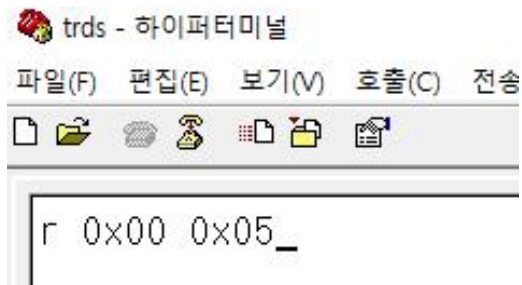 trds - 하이퍼터미널
파일(F) 편집(E) 보기(V) 호출(C) 전송
r 0x00 0x05_